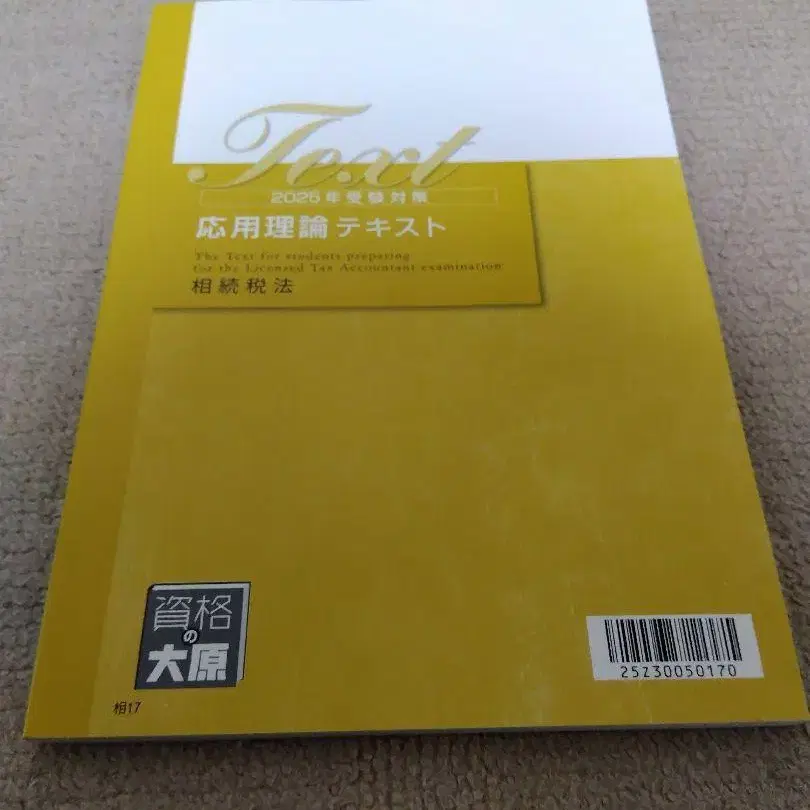 Text
2025年受験対策
応用理論テキスト
The Text for students preparing
for the Licensed Tax Accountant examination
相続税法
資格
の
大原
相17
25Z30050170